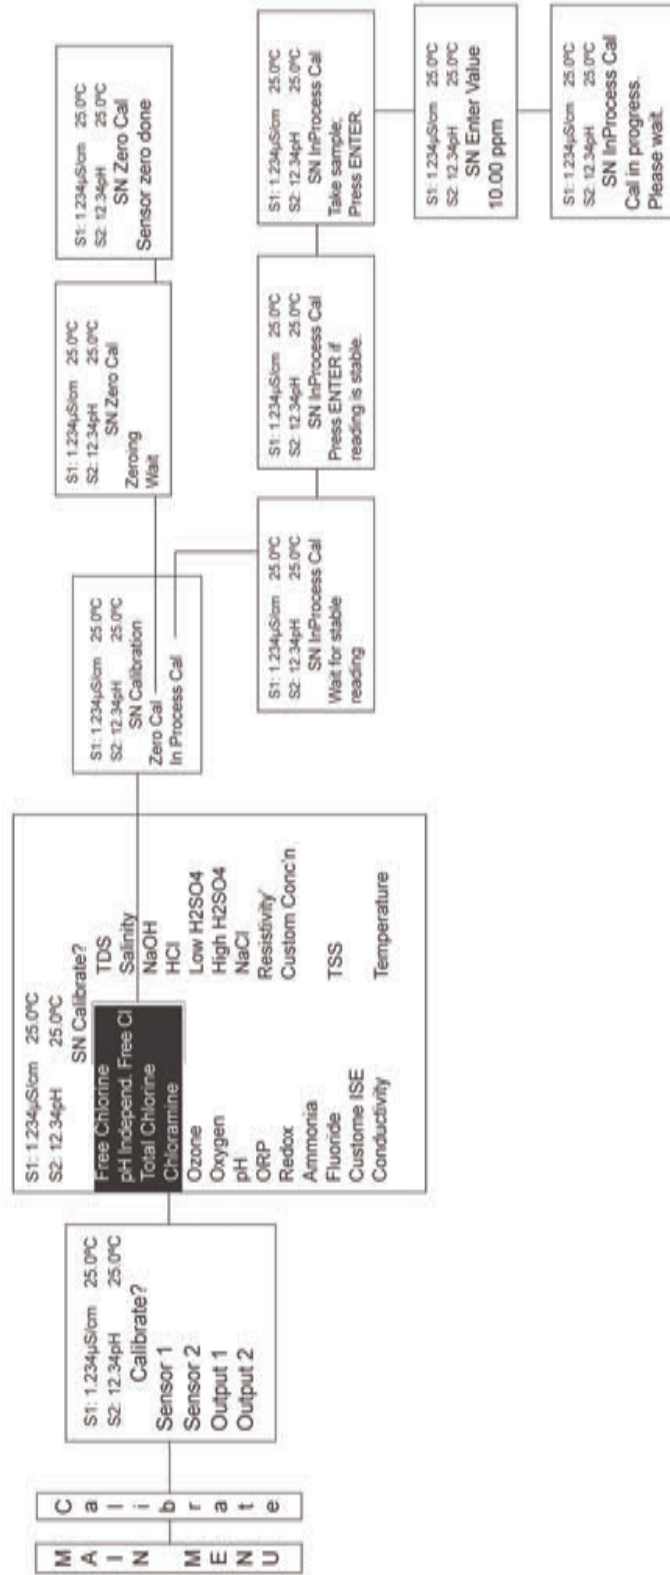 MAIN MENU
Calibrate
S1: 1.234µS/cm 25.0ºC
S2: 12.34pH 25.0ºC
Calibrate?
Sensor 1
Sensor 2
Output 1
Output 2
S1: 1.234µS/cm 25.0ºC
S2: 12.34pH 25.0ºC
SN Calibrate?
Free Chlorine TDS
pH Independ. Free Cl Salinity
Total Chlorine NaOH
Chloramine HCl
Ozone Low H2SO4
Oxygen High H2SO4
pH NaCl
ORP Resistivity'
Redox Custom Conc'n
Ammonia
Fluoride TSS
Custome ISE
Conductivity Temperature
S1: 1.234µS/cm 25.0ºC
S2: 12.34pH 25.0ºC
SN Calibration
Zero Cal
In Process Cal
S1: 1.234µS/cm 25.0ºC
S2: 12.34pH 25.0ºC
SN Zero Cal
Zeroing
Wait
S1: 1.234µS/cm 25.0ºC
S2: 12.34pH 25.0ºC
SN Zero Cal
Sensor zero done
S1: 1.234µS/cm 25.0ºC
S2: 12.34pH 25.0ºC
SN InProcess Cal
Wait for stable
reading
S1: 1.234µS/cm 25.0ºC
S2: 12.34pH 25.0ºC
SN InProcess Cal
Press ENTER if
reading is stable.
S1: 1.234µS/cm 25.0ºC
S2: 12.34pH 25.0ºC
SN InProcess Cal
Take sample;
Press ENTER.
S1: 1.234µS/cm 25.0ºC
S2: 12.34pH 25.0ºC
SN Enter Value
10.00 ppm
S1: 1.234µS/cm 25.0ºC
S2: 12.34pH 25.0ºC
SN InProcess Cal
Cal in progress.
Please wait.